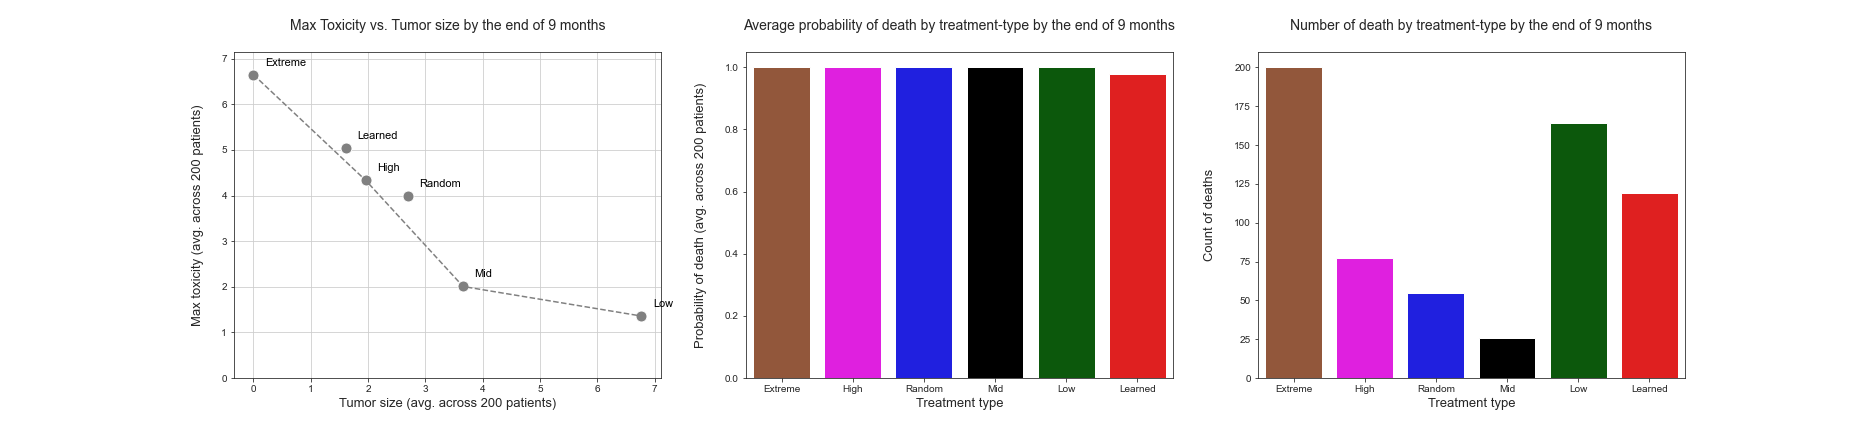 Max Toxicity vs. Tumor size by the end of 9 months
Max toxicity (avg. across 200 patients)
7
6
5
4
3
2
1
0
Extreme
Learned
High
Random
Mid
Low
0 1 2 3 4 5 6 7
Tumor size (avg. across 200 patients)
Average probability of death by treatment-type by the end of 9 months
Probability of death (avg. across 200 patients)
1.0
0.8
0.6
0.4
0.2
0.0
Extreme High Random Mid Low Learned
Treatment type
Number of death by treatment-type by the end of 9 months
Count of deaths
200
175
150
125
100
75
50
25
0
Extreme High Random Mid Low Learned
Treatment type